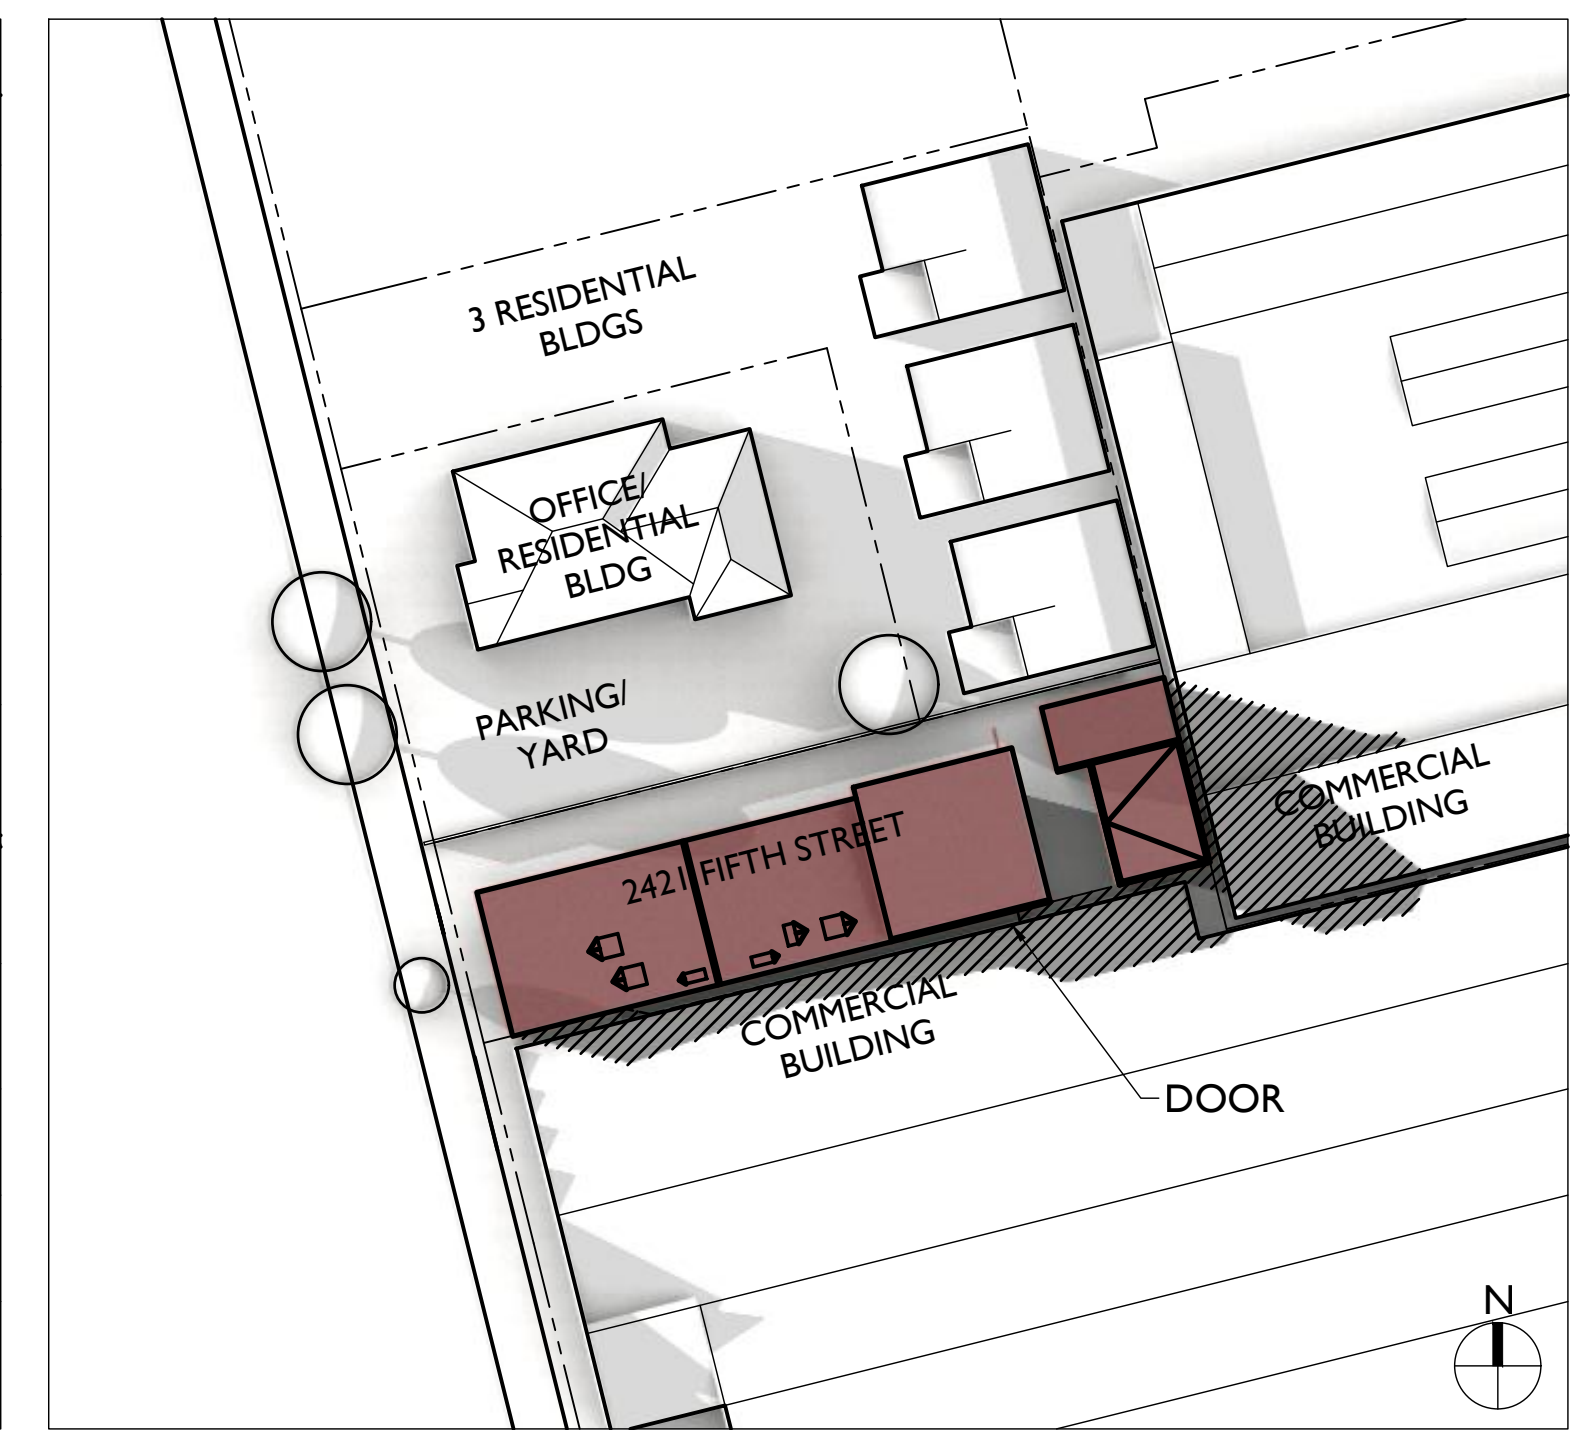 3 RESIDENTIAL
BLDGS
OFFICE/
RESIDENTIAL
BLDG
PARKING/
YARD
2421 FIFTH STREET
COMMERCIAL
BUILDING
COMMERCIAL
BUILDING
DOOR
N